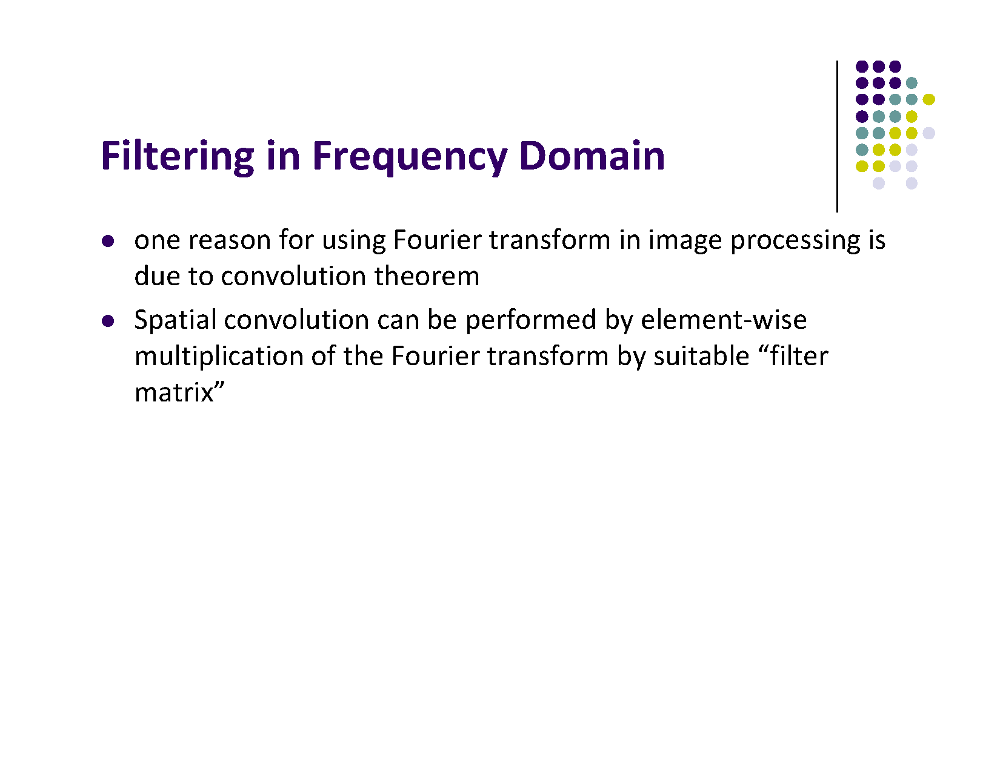 Filtering in Frequency Domain
one reason for using Fourier transform in image processing is
due to convolution theorem
Spatial convolution can be performed by element-wise
multiplication of the Fourier transform by suitable “filter
matrix”